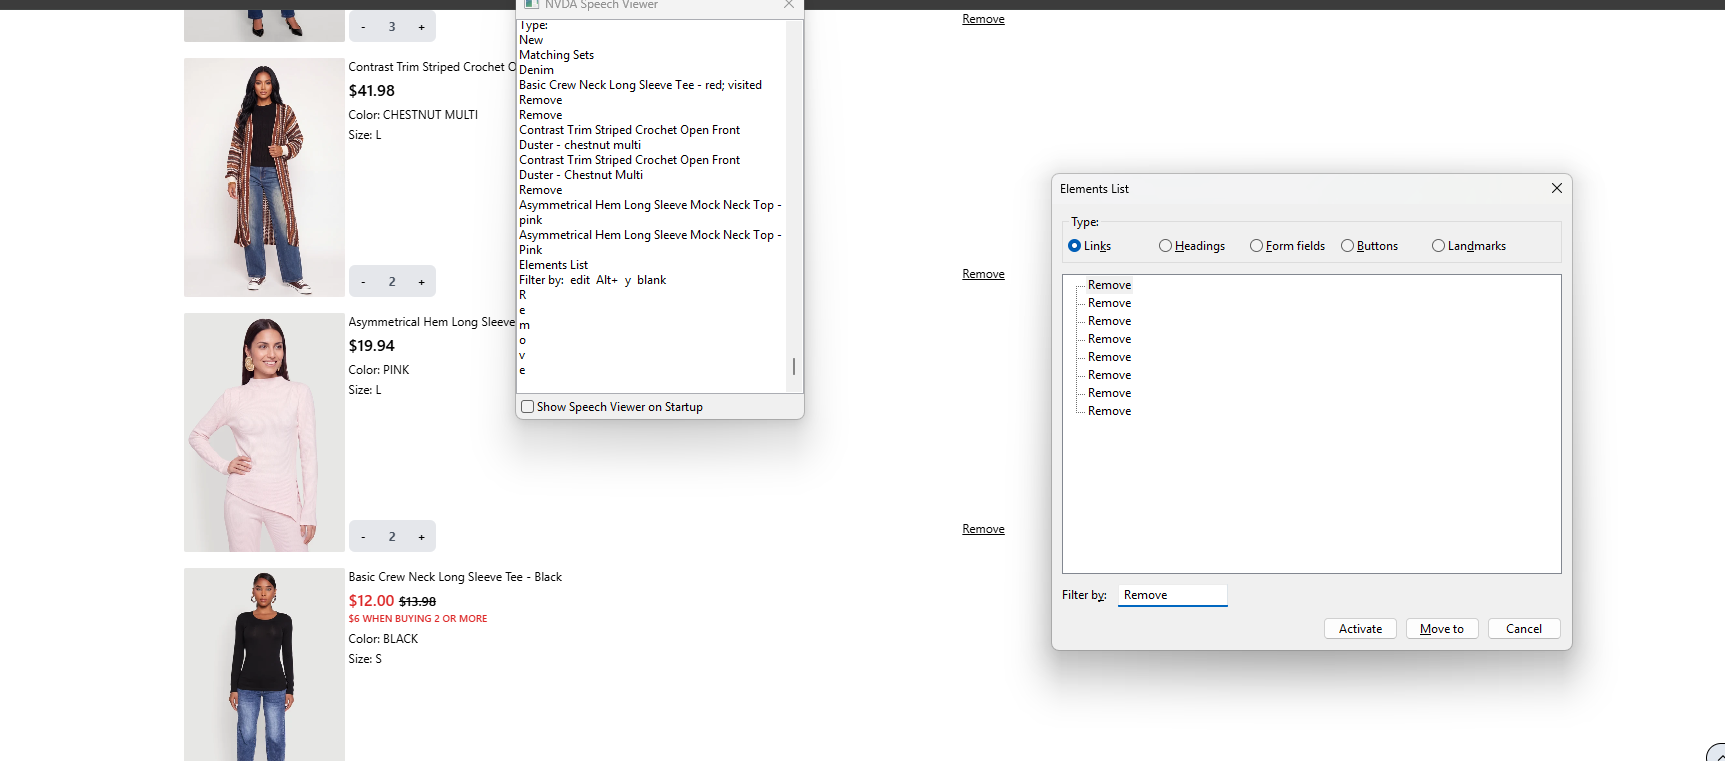 - 3 +
Remove
Contrast Trim Striped Crochet O
$41.98
Color: CHESTNUT MULTI
Size: L
- 2 +
Remove
Asymmetrical Hem Long Sleeve
$19.94
Color: PINK
Size: L
- 2 +
Remove
Basic Crew Neck Long Sleeve Tee - Black
$12.00 $13.98
$6 WHEN BUYING 2 OR MORE
Color: BLACK
Size: S
NVDA Speech Viewer
Type:
New
Matching Sets
Denim
Basic Crew Neck Long Sleeve Tee - red; visited
Remove
Remove
Contrast Trim Striped Crochet Open Front
Duster - chestnut multi
Contrast Trim Striped Crochet Open Front
Duster - Chestnut Multi
Remove
Asymmetrical Hem Long Sleeve Mock Neck Top -
pink
Asymmetrical Hem Long Sleeve Mock Neck Top -
Pink
Elements List
Filter by:  edit  Alt+  y  blank
R
e
m
o
v
e
Show Speech Viewer on Startup
Elements List
Type:
Links Headings Form fields Buttons Landmarks
Remove
Remove
Remove
Remove
Remove
Remove
Remove
Remove
Filter by: Remove
Activate Move to Cancel